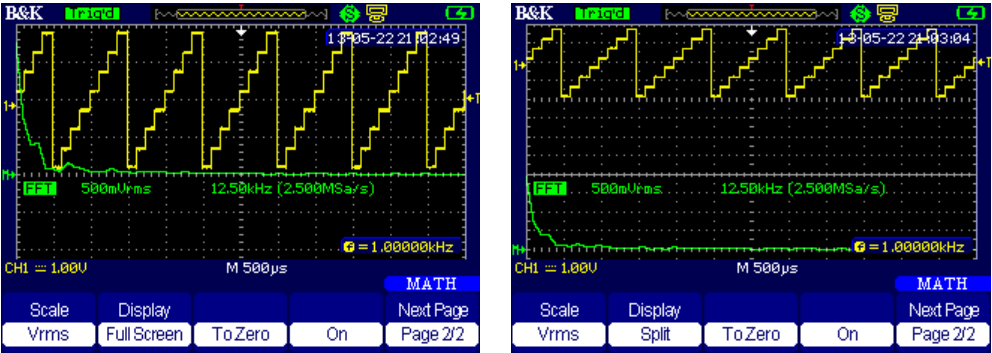 B&K Trig'd
13-05-22 21:02:49
1
T
M
FFT 500mVrms 12.50kHz (2.500MSa/s)
f = 1.00000kHz
CH1 1.00V M 500µs
MATH
Scale Display Next Page
Vrms Full Screen To Zero On Page 2/2
B&K Trig'd
13-05-22 21:03:04
1
T
FFT 500mVrms 12.50kHz (2.500MSa/s)
M
f = 1.00000kHz
CH1 1.00V M 500µs
MATH
Scale Display Next Page
Vrms Split To Zero On Page 2/2